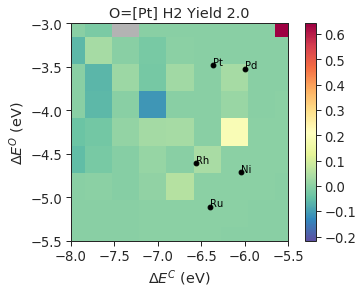 O=[Pt] H2 Yield 2.0
−3.0
−3.5
−4.0
−4.5
−5.0
−5.5
ΔE^O (eV)
Pt
Pd
Rh
Ni
Ru
−8.0 −7.5 −7.0 −6.5 −6.0 −5.5
ΔE^C (eV)
0.6
0.5
0.4
0.3
0.2
0.1
0.0
−0.1
−0.2